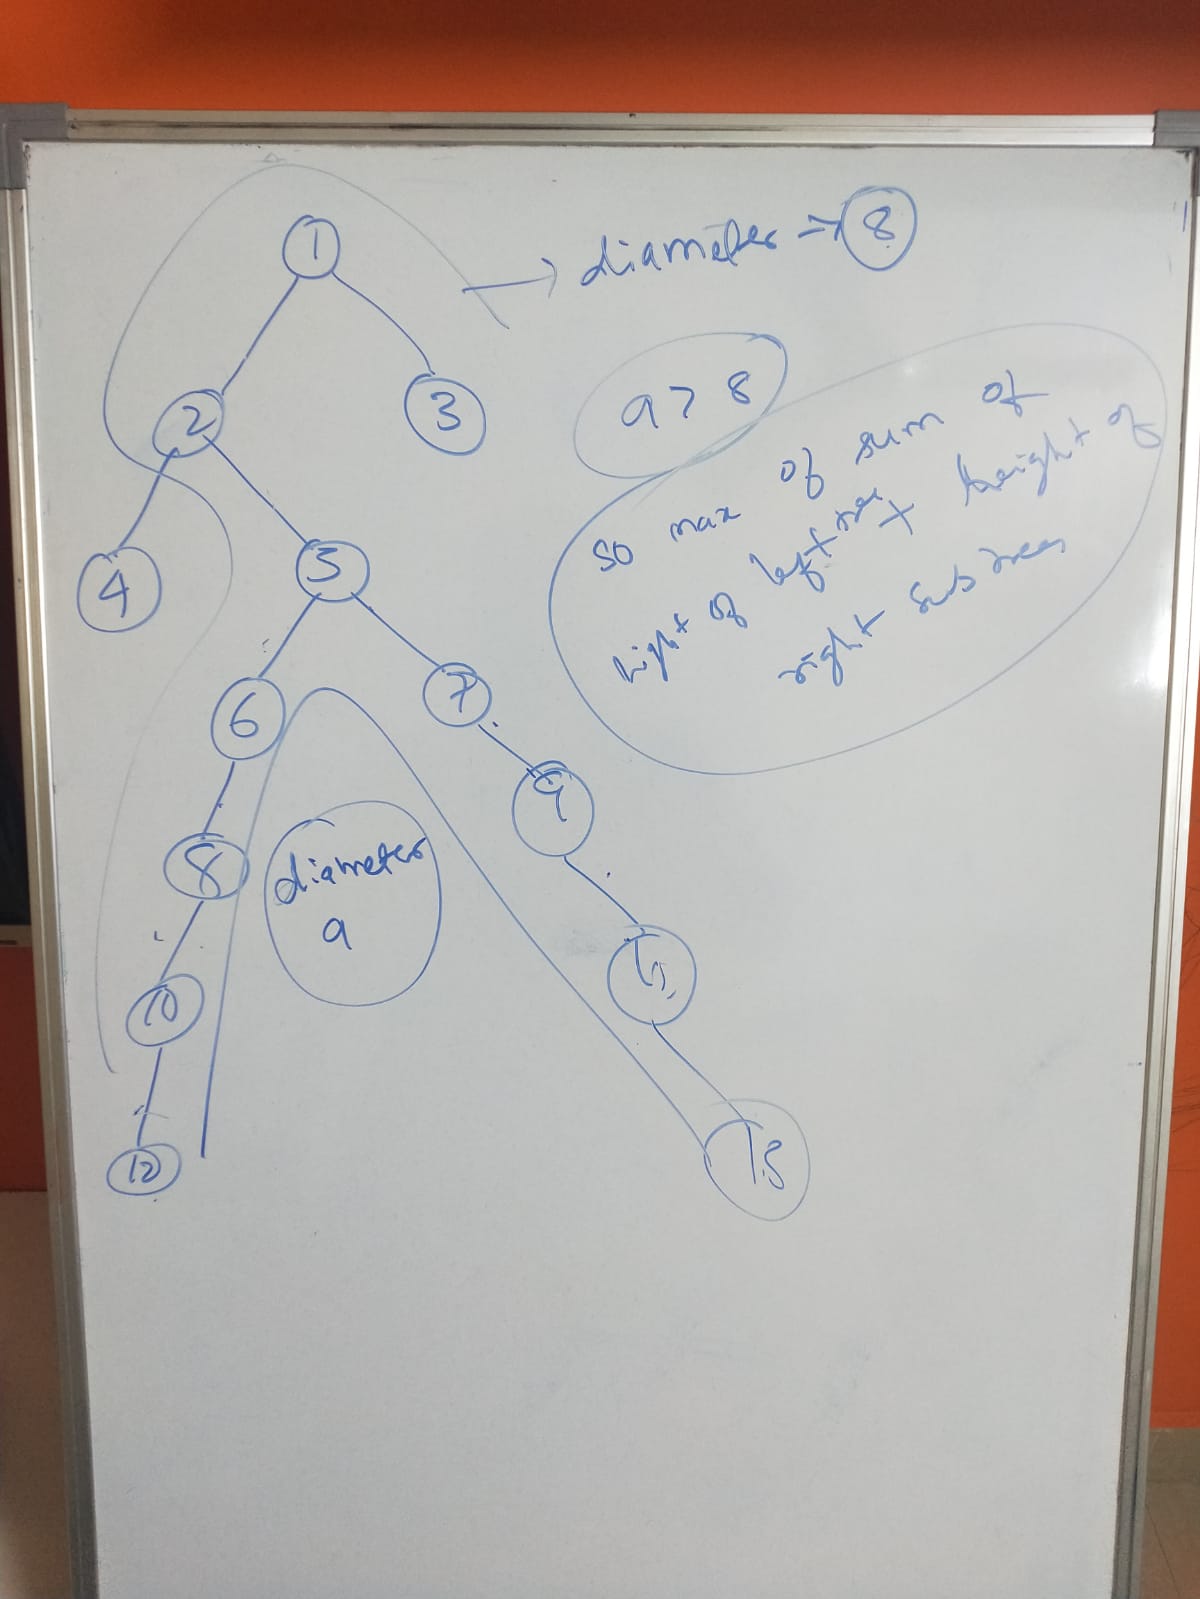 1
diameter => 8
2
3
9 > 8
so max of sum of
hight of left tree + height of
right sub trees
4
5
6
7
9
8
diameter
9
10
12
13